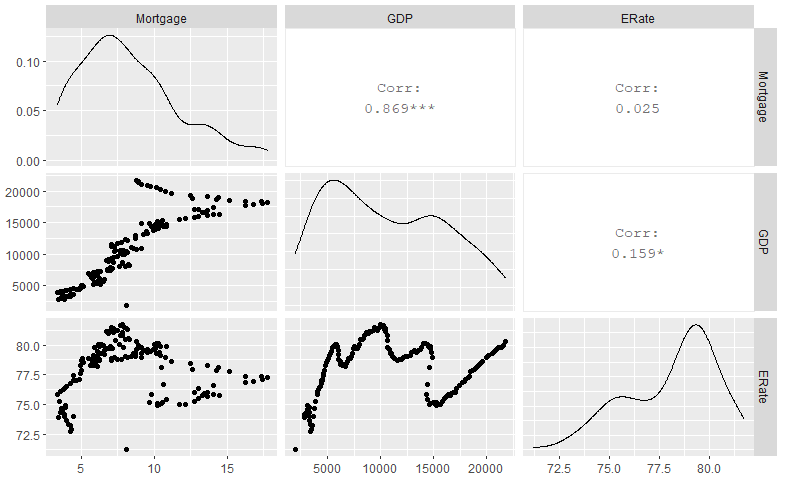 Mortgage GDP ERate
0.10
0.05
0.00
Corr:
0.869***
Corr:
0.025
Mortgage
20000
15000
10000
5000
Corr:
0.159*
GDP
80.0
77.5
75.0
72.5
ERate
5 10 15 5000 10000 15000 20000 72.5 75.0 77.5 80.0